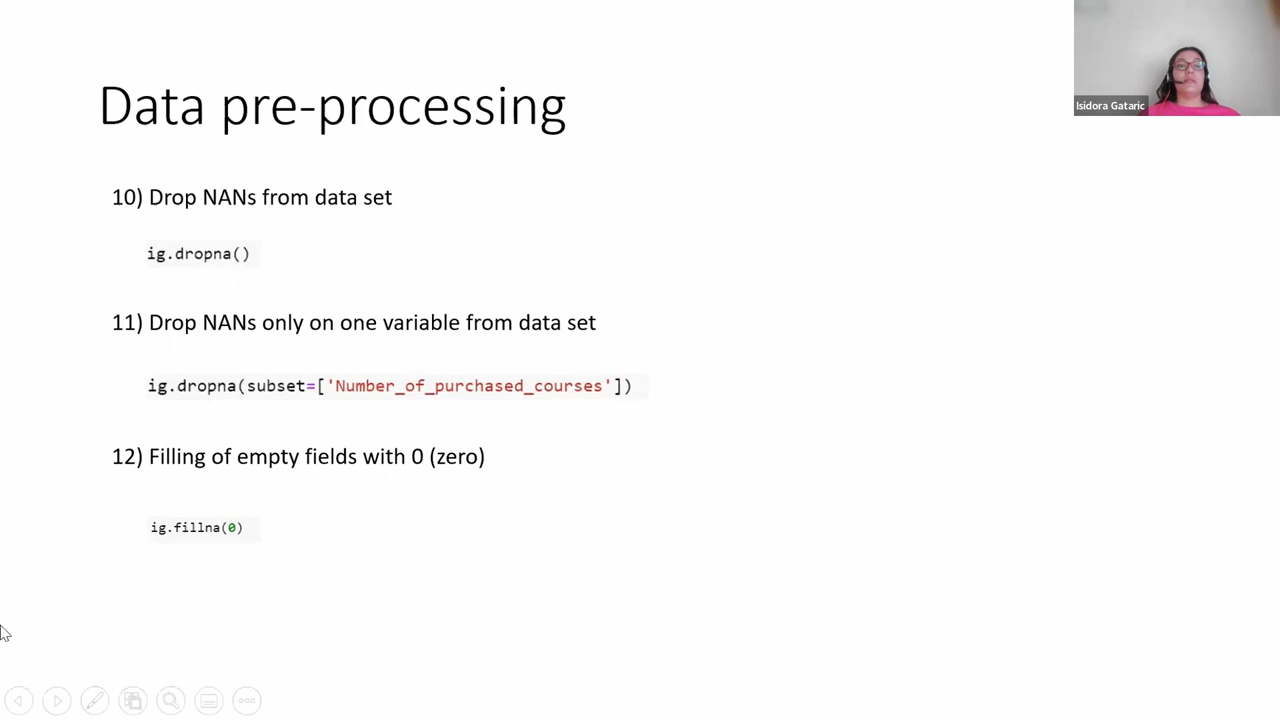 Data pre-processing
Isidora Gataric
10) Drop NANs from data set
ig.dropna()
11) Drop NANs only on one variable from data set
ig.dropna(subset=['Number_of_purchased_courses'])
12) Filling of empty fields with 0 (zero)
ig.fillna(0)